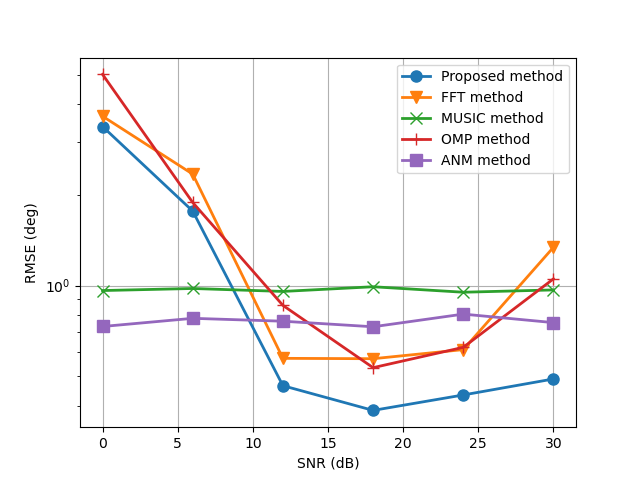 Proposed method
FFT method
MUSIC method
OMP method
ANM method
RMSE (deg)
10⁰
0 5 10 15 20 25 30
SNR (dB)